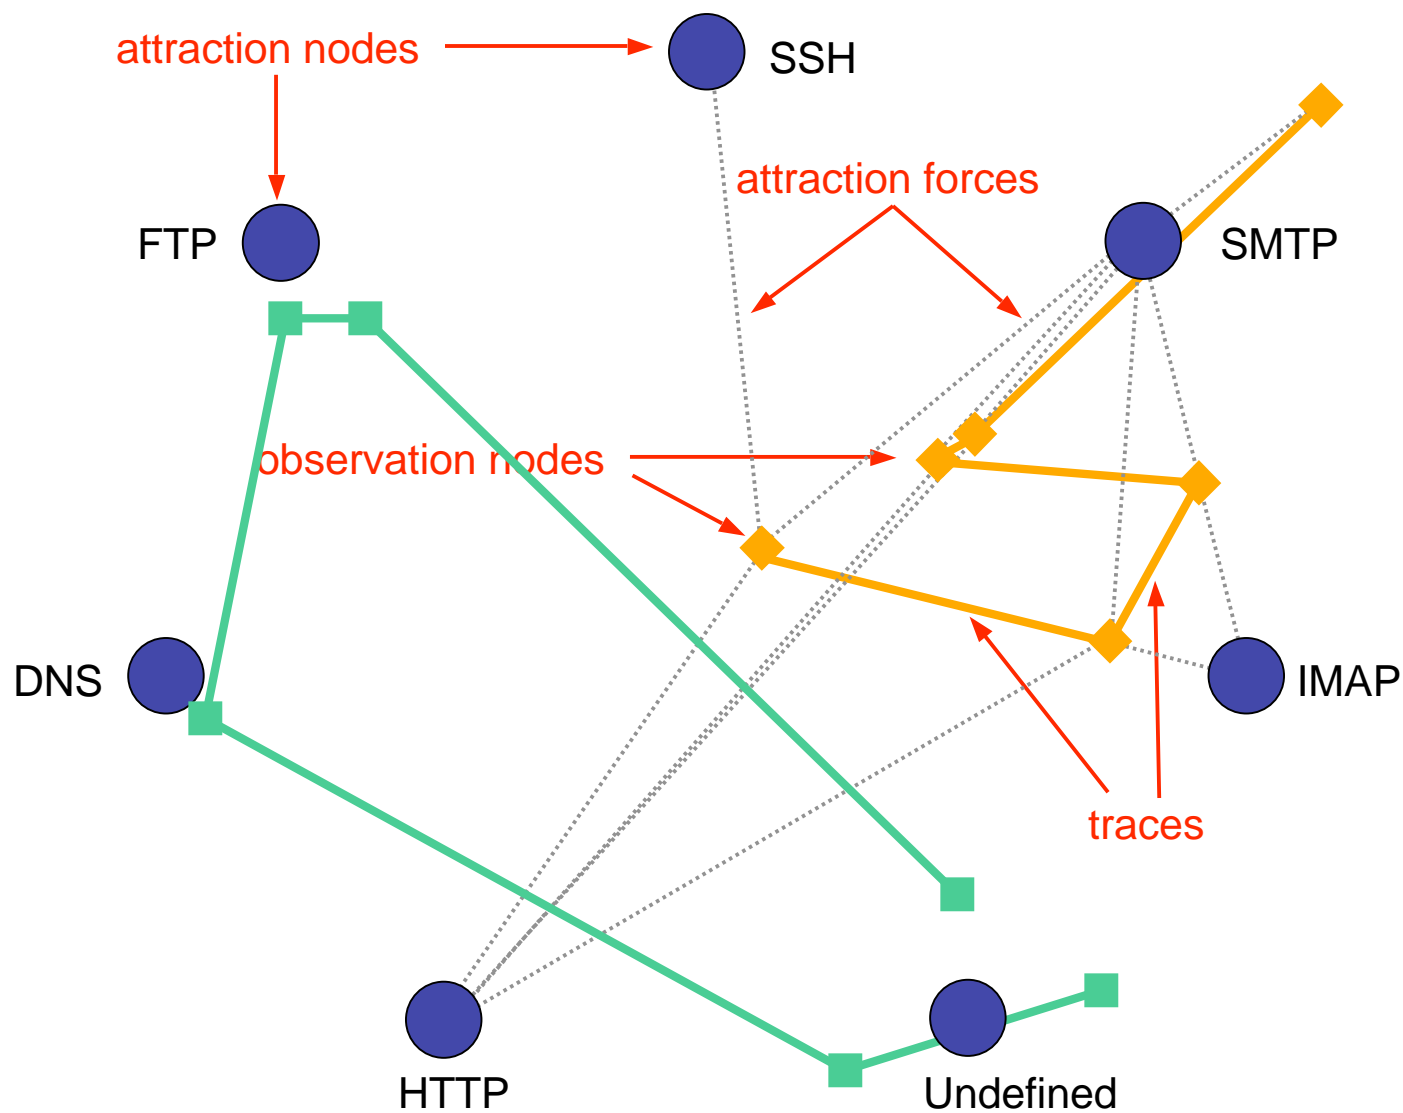 attraction nodes
SSH
attraction forces
FTP
SMTP
observation nodes
DNS
IMAP
traces
HTTP
Undefined